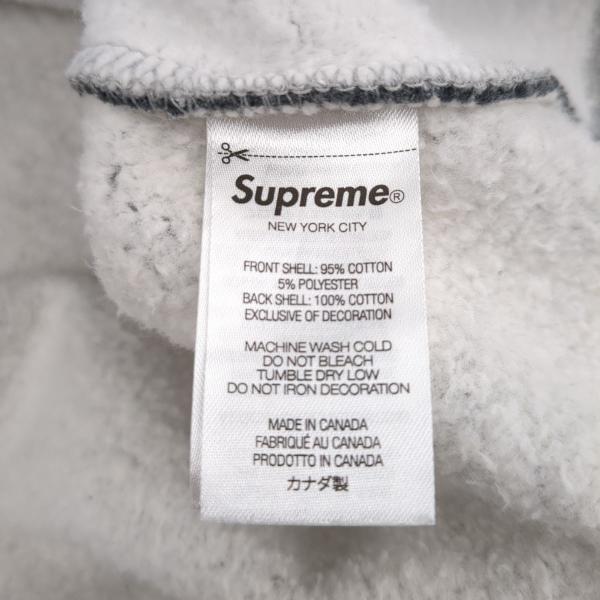 Supreme®
NEW YORK CITY
FRONT SHELL: 95% COTTON
5% POLYESTER
BACK SHELL: 100% COTTON
EXCLUSIVE OF DECORATION
MACHINE WASH COLD
DO NOT BLEACH
TUMBLE DRY LOW
DO NOT IRON DECORATION
MADE IN CANADA
FABRIQUÉ AU CANADA
PRODOTTO IN CANADA
カナダ製